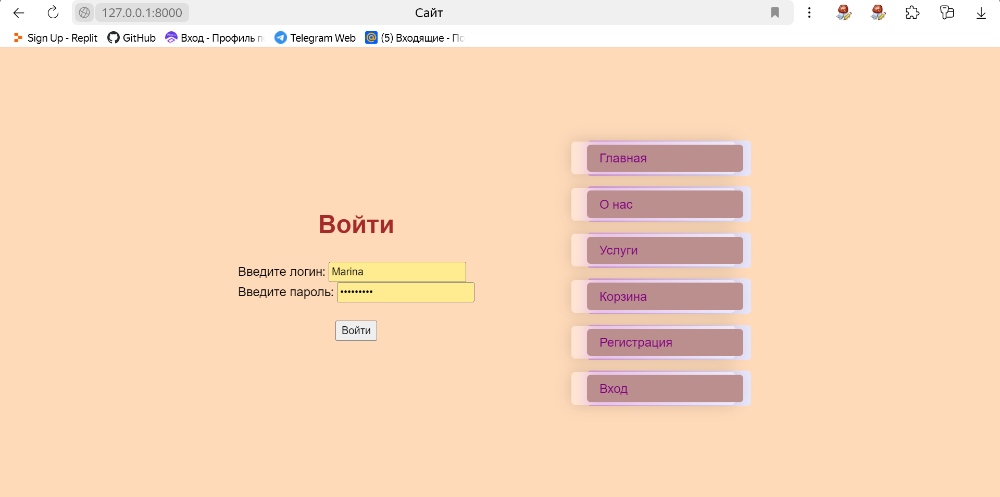 127.0.0.1:8000
Сайт
Sign Up - Replit
GitHub
Вход - Профиль
Telegram Web
(5) Входящие -
Войти
Введите логин: Marina
Введите пароль: •••••••••
Войти
Главная
О нас
Услуги
Корзина
Регистрация
Вход